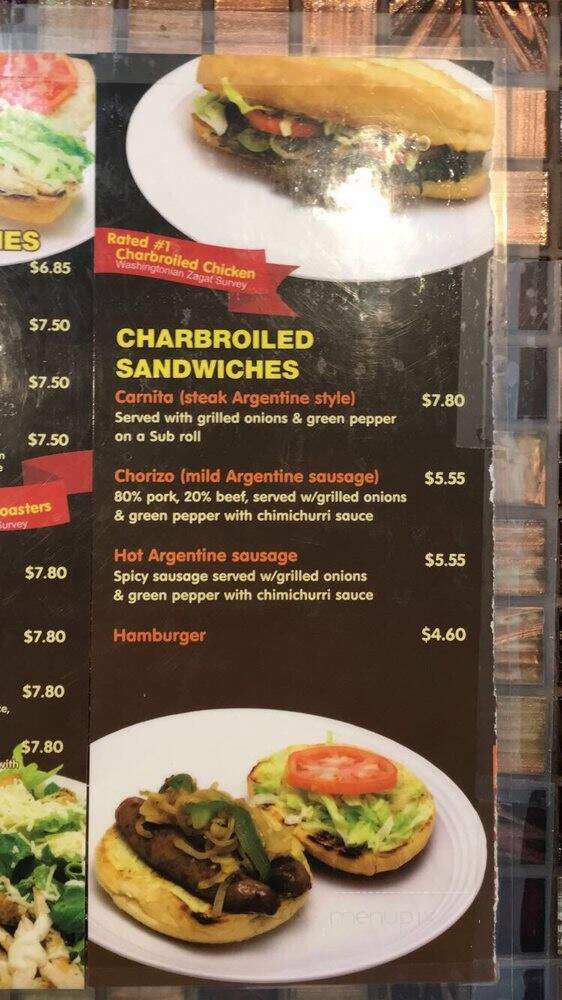 IES
$6.85
$7.50
$7.50
$7.50
oasters
Survey
$7.80
$7.80
$7.80
$7.80
with
Rated #1
Charbroiled Chicken
Washingtonian Zagat Survey
CHARBROILED
SANDWICHES
Carnita (steak Argentine style) $7.80
Served with grilled onions & green pepper
on a Sub roll
Chorizo (mild Argentine sausage) $5.55
80% pork, 20% beef, served w/grilled onions
& green pepper with chimichurri sauce
Hot Argentine sausage $5.55
Spicy sausage served w/grilled onions
& green pepper with chimichurri sauce
Hamburger $4.60
menupix